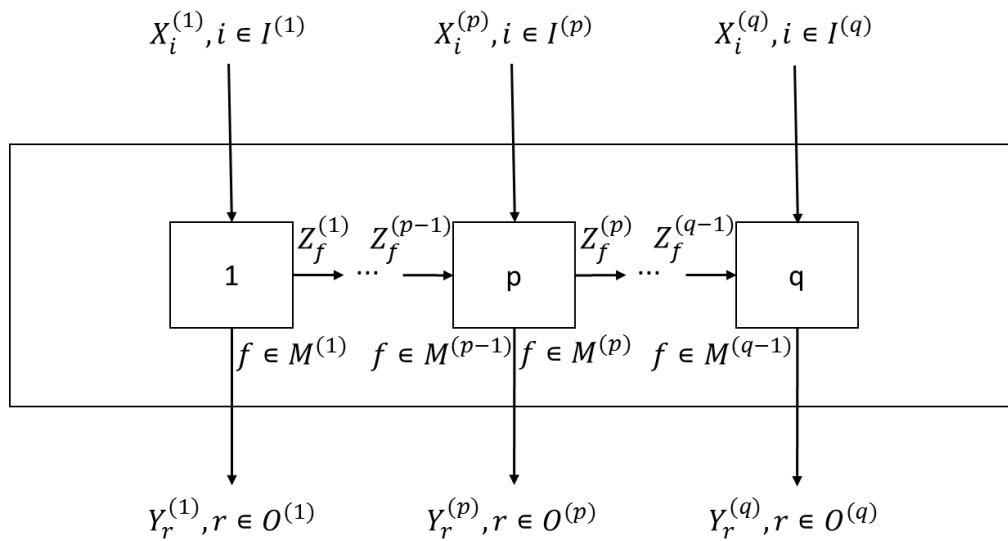 X_i^{(1)}, i ∈ I^{(1)} X_i^{(p)}, i ∈ I^{(p)} X_i^{(q)}, i ∈ I^{(q)}
Z_f^{(1)} Z_f^{(p−1)} Z_f^{(p)} Z_f^{(q−1)}
1 ... p ... q
f ∈ M^{(1)} f ∈ M^{(p−1)} f ∈ M^{(p)} f ∈ M^{(q−1)}
Y_r^{(1)}, r ∈ O^{(1)} Y_r^{(p)}, r ∈ O^{(p)} Y_r^{(q)}, r ∈ O^{(q)}